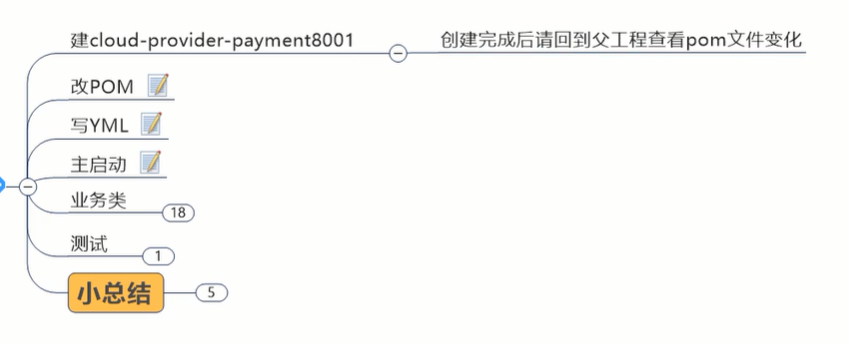 建cloud-provider-payment8001
创建完成后请回到父工程查看pom文件变化
改POM
写YML
主启动
业务类
18
测试
1
小总结
5